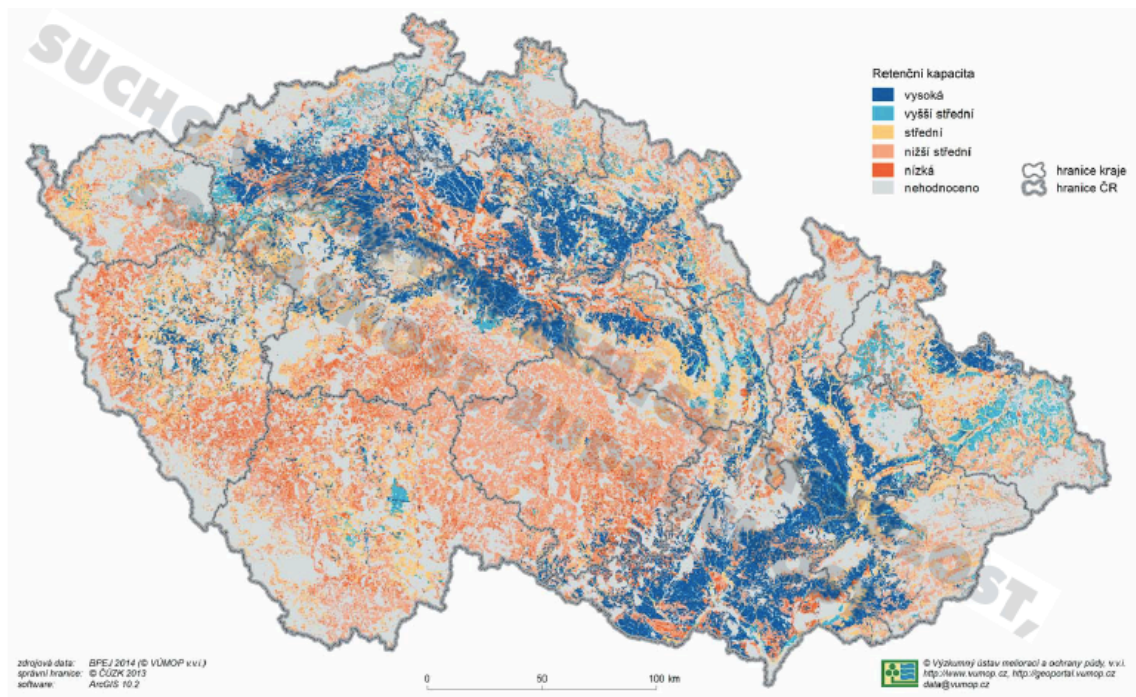 SUCHO
OST,
Retenční kapacita
vysoká
vyšší střední
střední
nižší střední
nízká
nehodnoceno
hranice kraje
hranice ČR
zdrojová data: BPEJ 2014 (© VÚMOP v.v.i.)
správní hranice: © ČÚZK 2013
software: ArcGIS 10.2
0 50 100 km
© Výzkumný ústav meliorací a ochrany půdy, v.v.i.
http://www.vumop.cz, http://geoportal.vumop.cz
data@vumop.cz